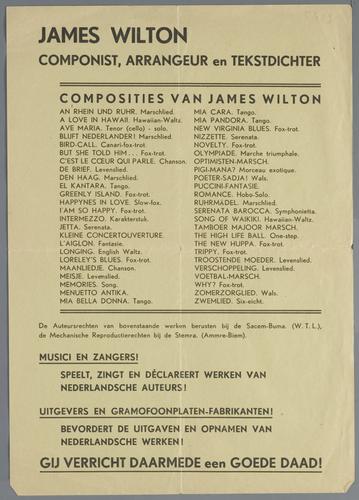 JAMES WILTON
COMPONIST, ARRANGEUR en TEKSTDICHTER
COMPOSITIES VAN JAMES WILTON
AN RHEIN UND RUHR. Marschlied.
A LOVE IN HAWAII. Hawaiian-Waltz.
AVE MARIA. Tenor (cello) - solo.
BLIJFT NEDERLANDER! Marschlied.
BIRD-CALL. Canari-fox-trot.
BUT SHE TOLD HIM... Fox-trot.
C'EST LE CŒUR QUI PARLE. Chanson.
DE BRIEF. Levenslied.
DEN HAAG. Marschlied.
EL KANTARA. Tango.
GREENLY ISLAND. Fox-trot.
HAPPYNES IN LOVE. Slow-fox.
I'AM SO HAPPY. Fox-trot.
INTERMEZZO. Karakterstuk.
JETTA. Serenata.
KLEINE CONCERTOUVERTURE.
L'AIGLON. Fantasie.
LONGING. English Waltz.
LORELEY'S BLUES. Fox-trot.
MAANLIEDJE. Chanson.
MEISJE. Levenslied.
MEMORIES. Song.
MENUETTO ANTIKA.
MIA BELLA DONNA. Tango.
MIA CARA. Tango.
MIA PANDORA. Tango.
NEW VIRGINIA BLUES. Fox-trot.
NIZZETTE. Serenata.
NOVELTY. Fox-trot.
OLYMPIADE. Marche triumphale.
OPTIMISTEN-MARSCH.
PIGI-MANA? Morceau exotique.
POETER-SADJA! Wals.
PUCCINI-FANTASIE.
ROMANCE. Hobo-Solo.
RUHRMÄDEL. Marschlied.
SERENATA BAROCCA. Symphonietta.
SONG OF WAIKIKI. Hawaiian-Waltz.
TAMBOER MAJOOR MARSCH.
THE HIGH LIFE BALL. One-step.
THE NEW HUPPA. Fox-trot.
TRIPPY. Fox-trot.
TROOSTENDE MOEDER. Levenslied.
VERSCHOPPELING. Levenslied.
VOETBAL-MARSCH.
WHY? Fox-trot.
ZOMERZORGLIED. Wals.
ZWEMLIED. Six-eicht.
De Auteursrechten van bovenstaande werken berusten bij de Sacem-Buma. (W. T. L.),
de Mechanische Reproductierechten bij de Stemra. (Ammre-Biem).
MUSICI EN ZANGERS!
SPEELT, ZINGT EN DÉCLAREERT WERKEN VAN
NEDERLANDSCHE AUTEURS!
UITGEVERS EN GRAMOFOONPLATEN-FABRIKANTEN!
BEVORDERT DE UITGAVEN EN OPNAMEN VAN
NEDERLANDSCHE WERKEN!
GIJ VERRICHT DAARMEDE een GOEDE DAAD!